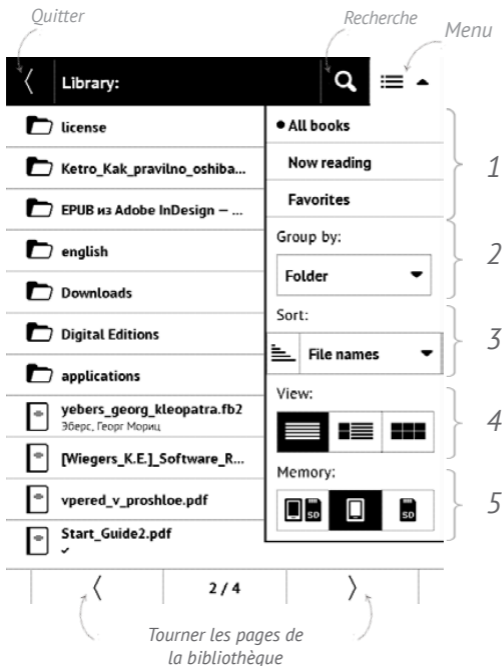 Quitter
Recherche
Menu
Library:
license
Ketro_Kak_pravilno_oshiba...
EPUB из Adobe InDesign — ...
english
Downloads
Digital Editions
applications
yebers_georg_kleopatra.fb2
Эберс, Георг Мориц
[Wiegers_K.E.]_Software_R...
vpered_v_proshloe.pdf
Start_Guide2.pdf
All books
Now reading
Favorites
1
Group by:
Folder
2
Sort:
File names
3
View:
4
Memory:
SD
SD
5
2 / 4
Tourner les pages de
la bibliothèque